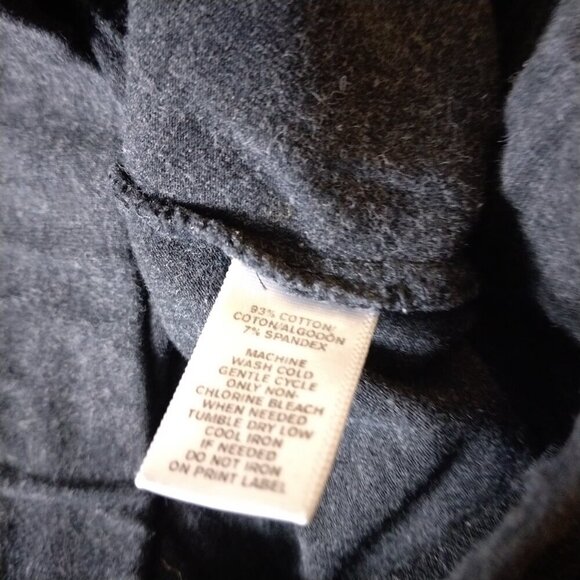 93% COTTON/
COTON/ALGODÓN
7% SPANDEX
MACHINE
WASH COLD
GENTLE CYCLE
ONLY NON-
CHLORINE BLEACH
WHEN NEEDED
TUMBLE DRY LOW
COOL IRON
IF NEEDED
DO NOT IRON
ON PRINT LABEL